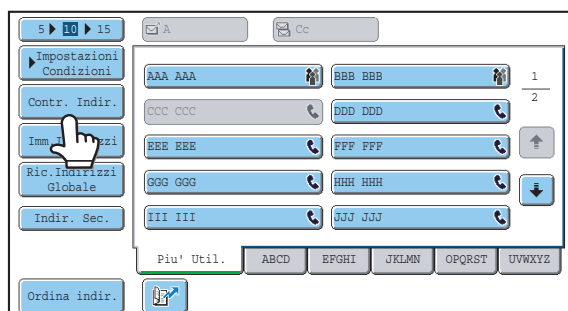 5 10 15
A
Cc
Impostazioni
Condizioni
Contr. Indir.
Ric.Indirizzi
Globale
Indir. Sec.
Ordina indir.
AAA AAA
BBB BBB
CCC CCC
DDD DDD
EEE EEE
FFF FFF
GGG GGG
HHH HHH
III III
JJJ JJJ
1
2
Piu' Util.
ABCD
EFGHI
JKLMN
OPQRST
UVWXYZ